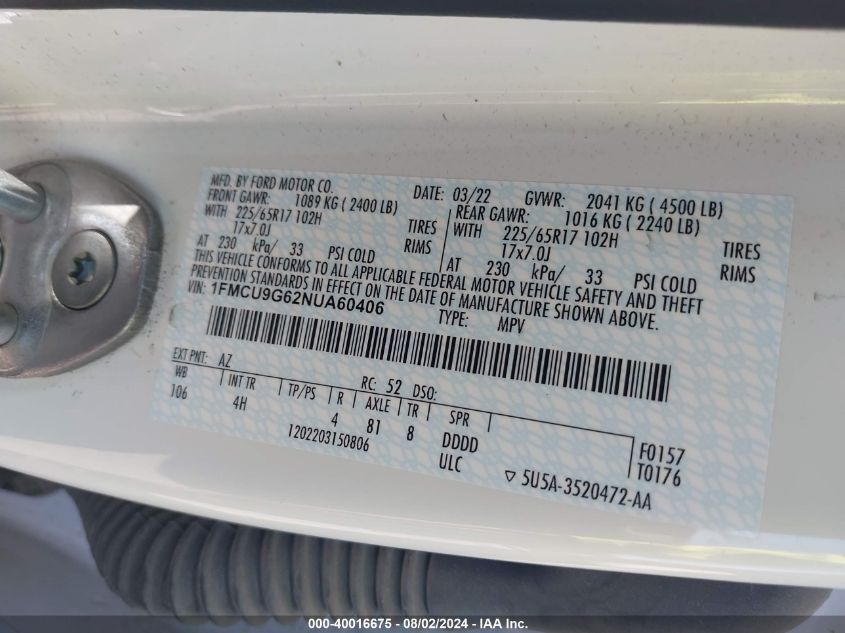 MFD. BY FORD MOTOR CO.
DATE: 03/22
GVWR: 2041 KG ( 4500 LB)
FRONT GAWR: 1089 KG ( 2400 LB)
REAR GAWR: 1016 KG ( 2240 LB)
WITH 225/65R17 102H TIRES
WITH 225/65R17 102H TIRES
17x7.0J RIMS
17x7.0J RIMS
AT 230 kPa/ 33 PSI COLD
AT 230 kPa/ 33 PSI COLD
THIS VEHICLE CONFORMS TO ALL APPLICABLE FEDERAL MOTOR VEHICLE SAFETY AND THEFT
PREVENTION STANDARDS IN EFFECT ON THE DATE OF MANUFACTURE SHOWN ABOVE.
VIN: 1FMCU9G62NUA60406
TYPE: MPV
EXT PNT: AZ
RC: 52 DSO:
WB INT TR TP/PS R AXLE TR SPR
106 4H 4 81 8 DDDD
1202203150806
ULC
F0157
T0176
▽ 5U5A-3520472-AA
000-40016675 - 08/02/2024 - IAA Inc.